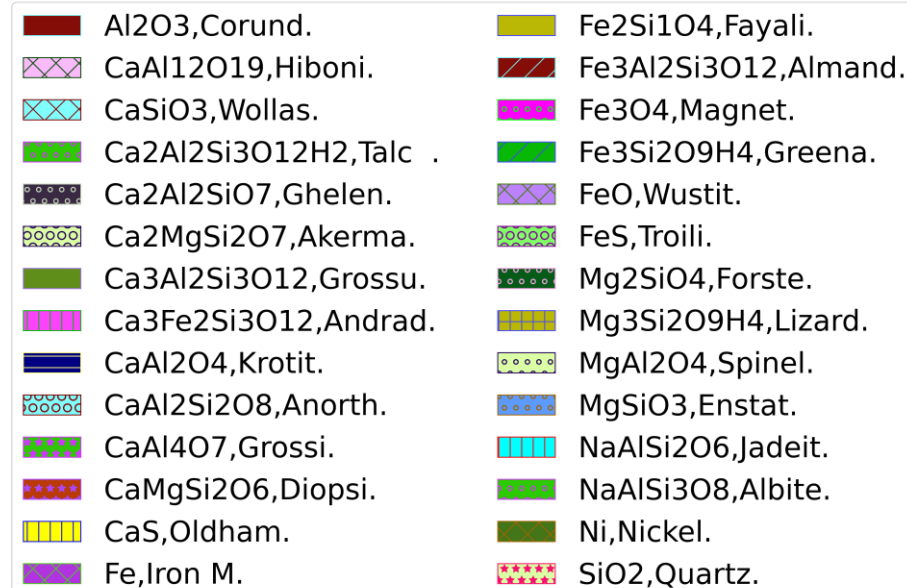 Al2O3,Corund.
CaAl12O19,Hiboni.
CaSiO3,Wollas.
Ca2Al2Si3O12H2,Talc .
Ca2Al2SiO7,Ghelen.
Ca2MgSi2O7,Akerma.
Ca3Al2Si3O12,Grossu.
Ca3Fe2Si3O12,Andrad.
CaAl2O4,Krotit.
CaAl2Si2O8,Anorth.
CaAl4O7,Grossi.
CaMgSi2O6,Diopsi.
CaS,Oldham.
Fe,Iron M.
Fe2Si1O4,Fayali.
Fe3Al2Si3O12,Almand.
Fe3O4,Magnet.
Fe3Si2O9H4,Greena.
FeO,Wustit.
FeS,Troili.
Mg2SiO4,Forste.
Mg3Si2O9H4,Lizard.
MgAl2O4,Spinel.
MgSiO3,Enstat.
NaAlSi2O6,Jadeit.
NaAlSi3O8,Albite.
Ni,Nickel.
SiO2,Quartz.